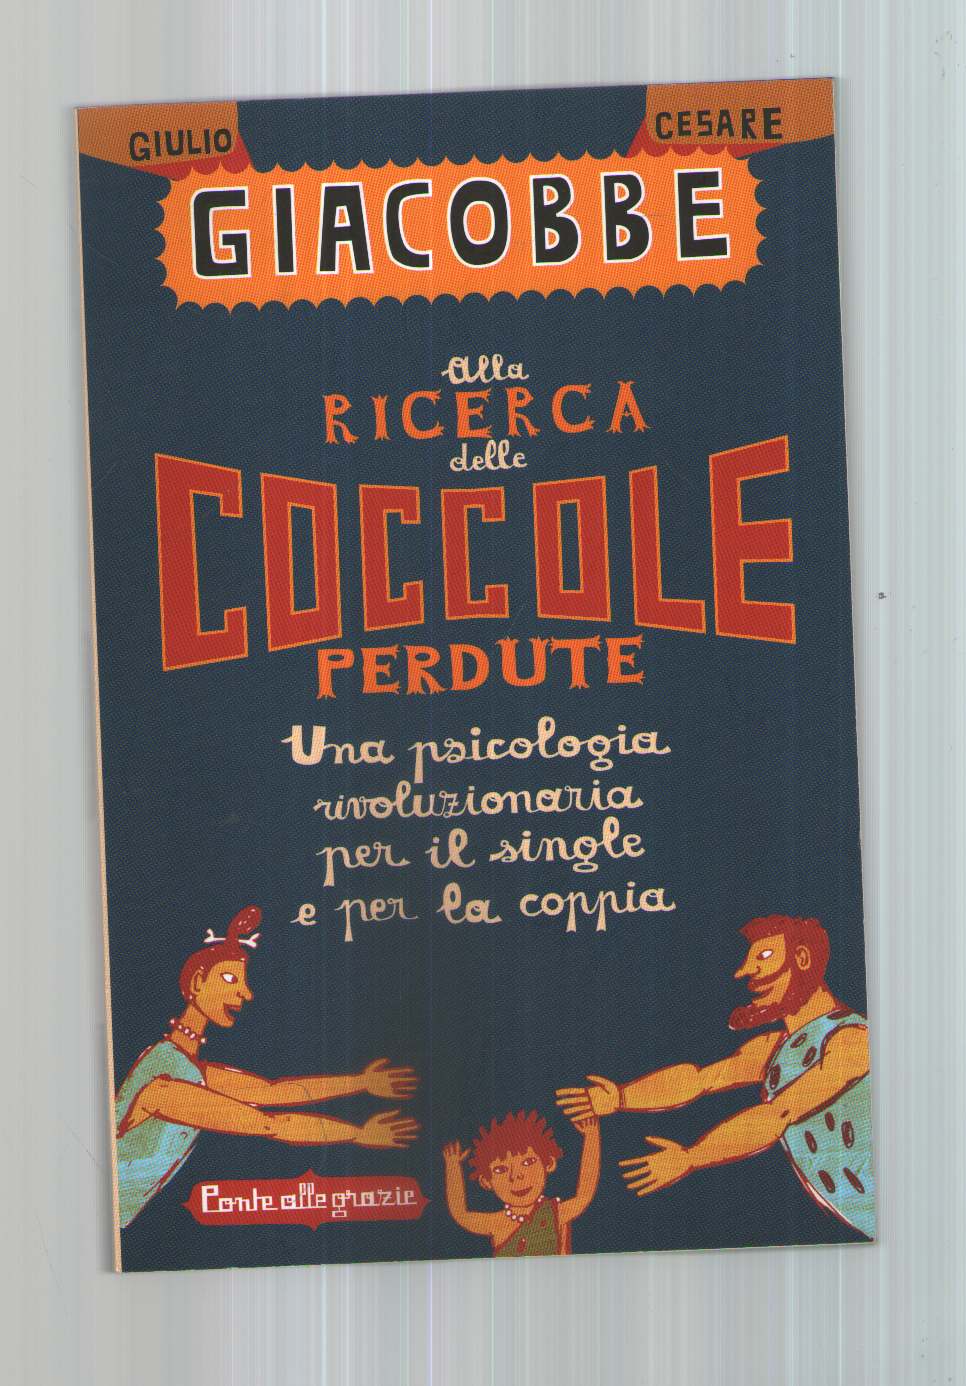 GIULIO CESARE
GIACOBBE
alla
RICERCA
delle
COCCOLE
PERDUTE
Una psicologia
rivoluzionaria
per il single
e per la coppia
Ponte alle grazie